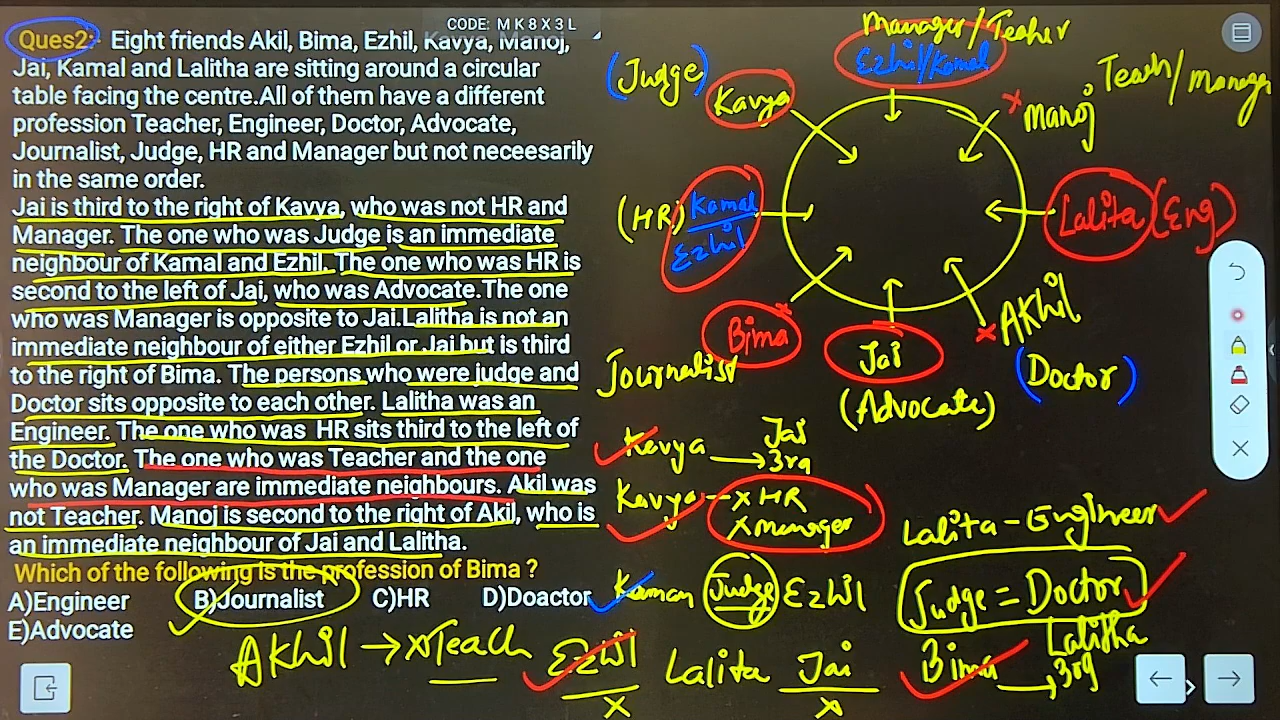 CODE: M K 8 X 3 L
Ques2:- Eight friends Akil, Bima, Ezhil, Kavya, Manoj,
Jai, Kamal and Lalitha are sitting around a circular
table facing the centre.All of them have a different
profession Teacher, Engineer, Doctor, Advocate,
Journalist, Judge, HR and Manager but not neceesarily
in the same order.
Jai is third to the right of Kavya, who was not HR and
Manager. The one who was Judge is an immediate
neighbour of Kamal and Ezhil. The one who was HR is
second to the left of Jai, who was Advocate.The one
who was Manager is opposite to Jai.Lalitha is not an
immediate neighbour of either Ezhil or Jai but is third
to the right of Bima. The persons who were judge and
Doctor sits opposite to each other. Lalitha was an
Engineer. The one who was HR sits third to the left of
the Doctor. The one who was Teacher and the one
who was Manager are immediate neighbours. Akil was
not Teacher. Manoj is second to the right of Akil, who is
an immediate neighbour of Jai and Lalitha.
Which of the following is the profession of Bima ?
A)Engineer B)Journalist C)HR D)Doactor
E)Advocate
Manager/Teacher
Ezhil/Kamal
(Judge)
Kavya
x Manoj
Teach/Manager
(HR) Kamal
Ezhil
Lalita (Eng)
Bima x
Journalist
Jai
(Advocate)
x AKhil
(Doctor)
Kavya → Jai
3rd
Kavya - x HR
x manager
Kaman Judge Ezhil
Lalita - Engineer
Judge = Doctor
AKhil → x Teach
Ezhil Lalita Jai
x x
Bima → Lalitha
3rd